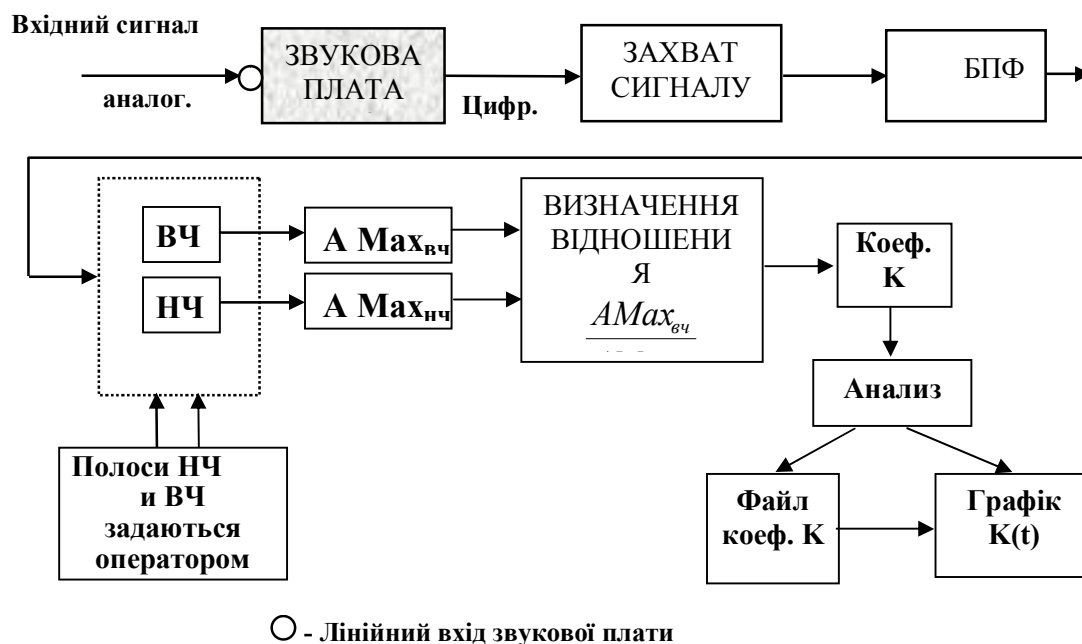 Вхідний сигнал
аналог.
ЗВУКОВА
ПЛАТА
Цифр.
ЗАХВАТ
СИГНАЛУ
БПФ
ВЧ
НЧ
A Maxвч
A Maxнч
ВИЗНАЧЕННЯ
ВІДНОШЕНИ
Я
AMaxвч
Коеф.
K
Анализ
Полоси НЧ
и ВЧ
задаються
оператором
Файл
коеф. K
Графік
K(t)
- Лінійний вхід звукової плати